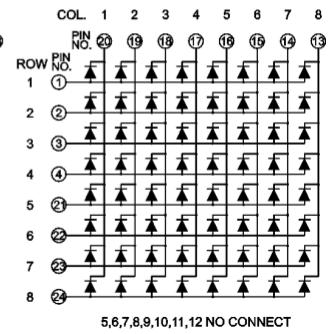 COL. 1 2 3 4 5 6 7 8
PIN NO. 20 19 18 17 16 15 14 13
ROW PIN NO.
1 1
2 2
3 3
4 4
5 21
6 22
7 23
8 24
5,6,7,8,9,10,11,12 NO CONNECT